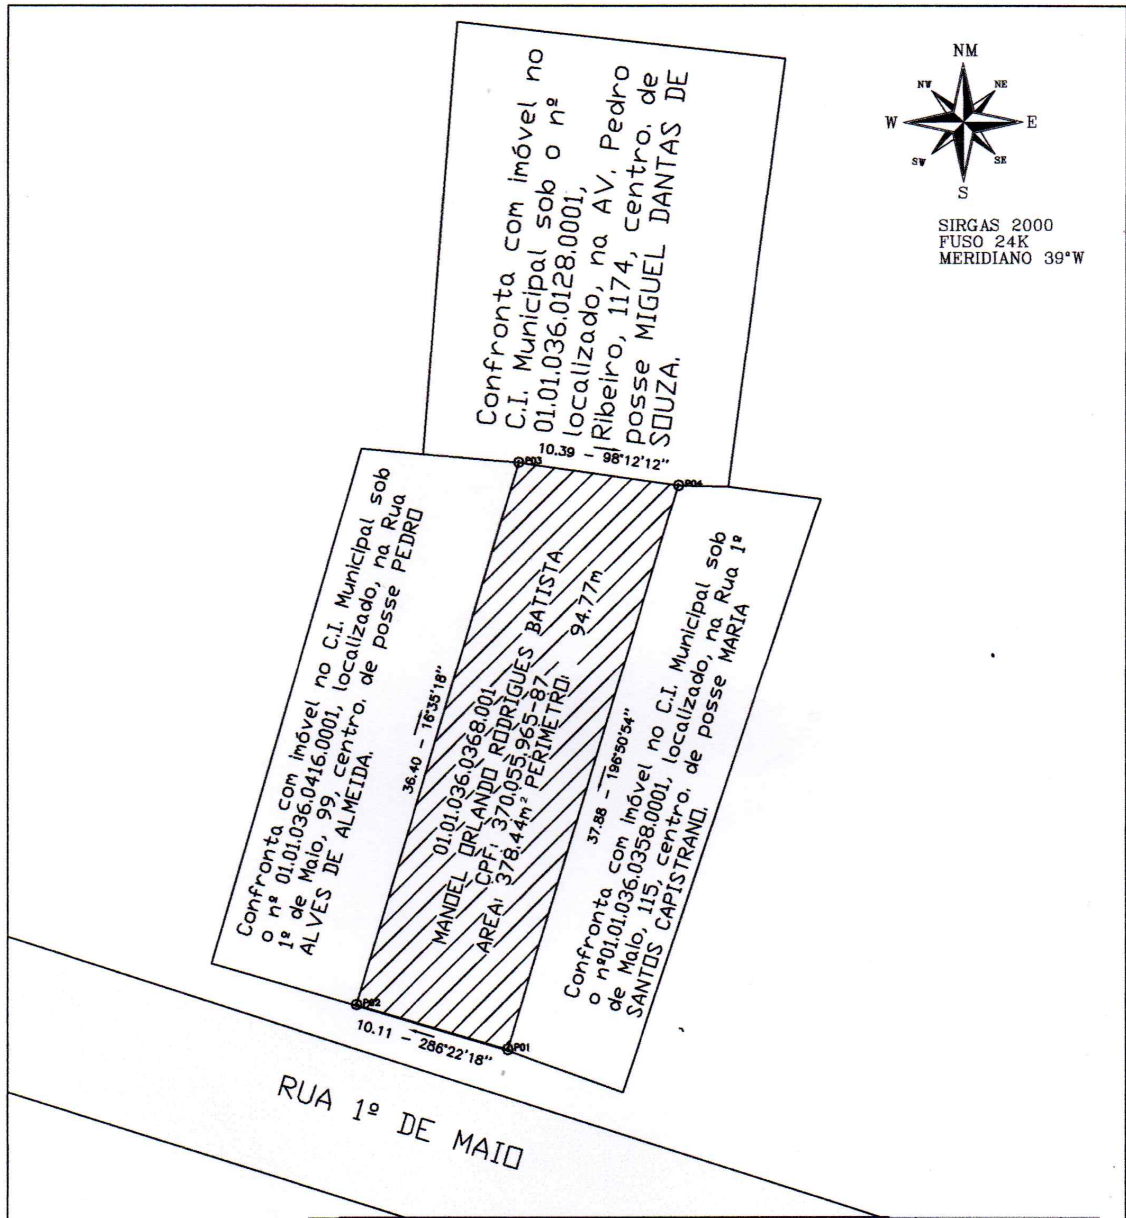 NM
NW
NE
W
E
SW
SE
S
SIRGAS 2000
FUSO 24K
MERIDIANO 39°W
Confronta com imóvel no
C.I. Municipal sob o nº
01.01.036.0128.0001,
localizado, na AV. Pedro
Ribeiro, 1174, centro. de
posse MIGUEL DANTAS DE
SOUZA.
10.39 - 98°12'12"
P03
P04
Confronta com imóvel no C.I. Municipal sob
o nº 01.01.036.0416.0001, localizado, na Rua
1º de Maio, 99, centro. de posse PEDRO
ALVES DE ALMEIDA.
36.40 - 16°35'18"
01.01.036.0368.001
MANOEL ORLANDO RODRIGUES BATISTA
CPF: 370.055.965-87
AREA: 378.44m² PERIMETRO: 94.77m
37.88 - 196°50'54"
Confronta com imóvel no C.I. Municipal sob
o nº01.01.036.0358.0001, localizado, na Rua 1º
de Maio, 115, centro. de posse MARIA
SANTOS CAPISTRANO.
P02
P01
10.11 - 286°22'18"
RUA 1º DE MAIO